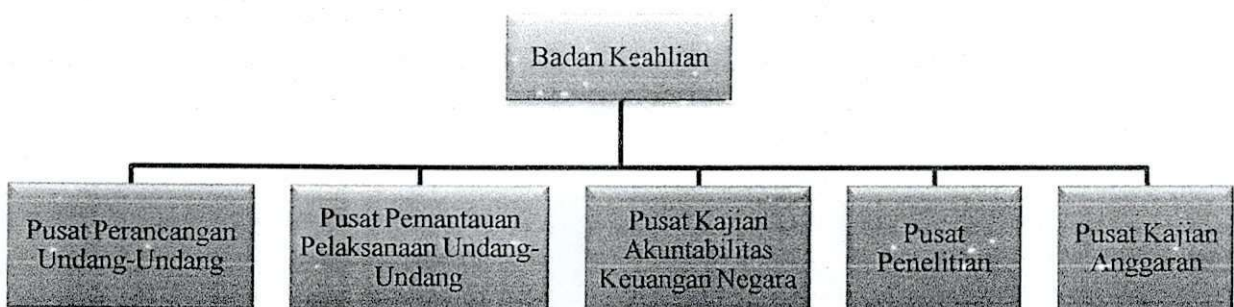 Badan Keahlian
Pusat Perancangan
Undang-Undang
Pusat Pemantauan
Pelaksanaan Undang-
Undang
Pusat Kajian
Akuntabilitas
Keuangan Negara
Pusat
Penelitian
Pusat Kajian
Anggaran